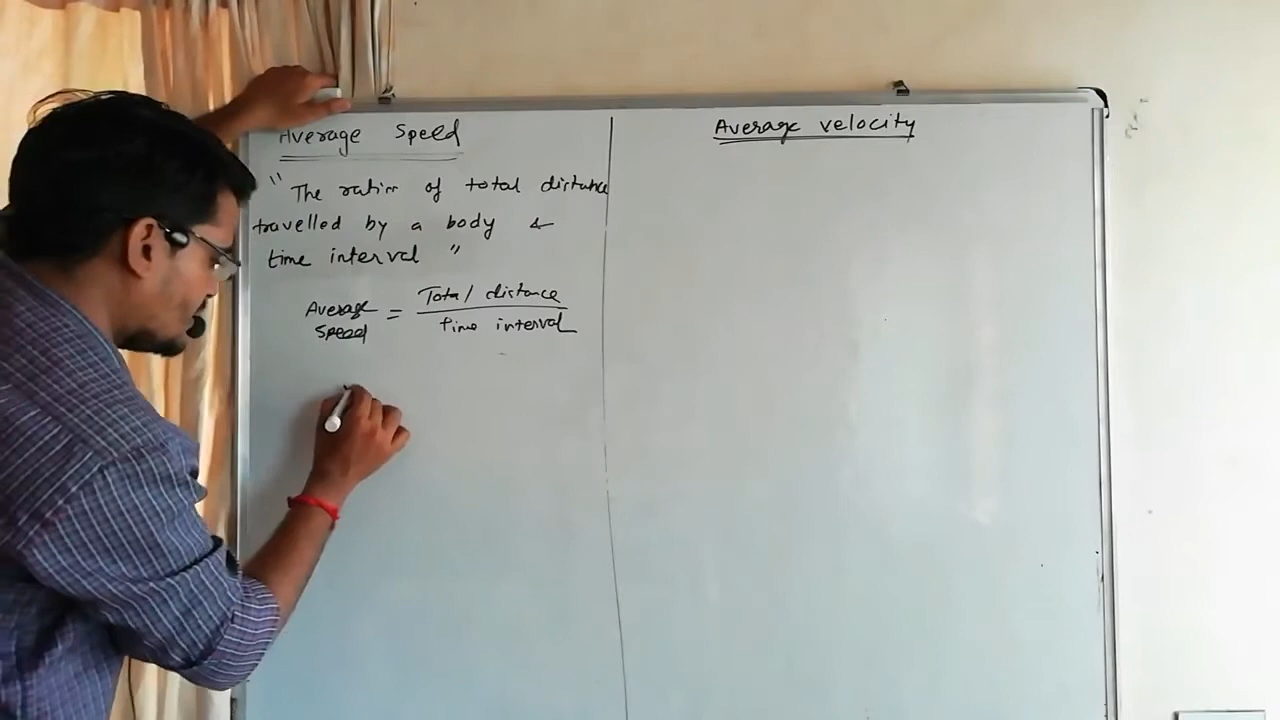 Average Speed
"The ratio of total distance
travelled by a body &
time interval"
Average Speed = Total distance / time interval
Average velocity